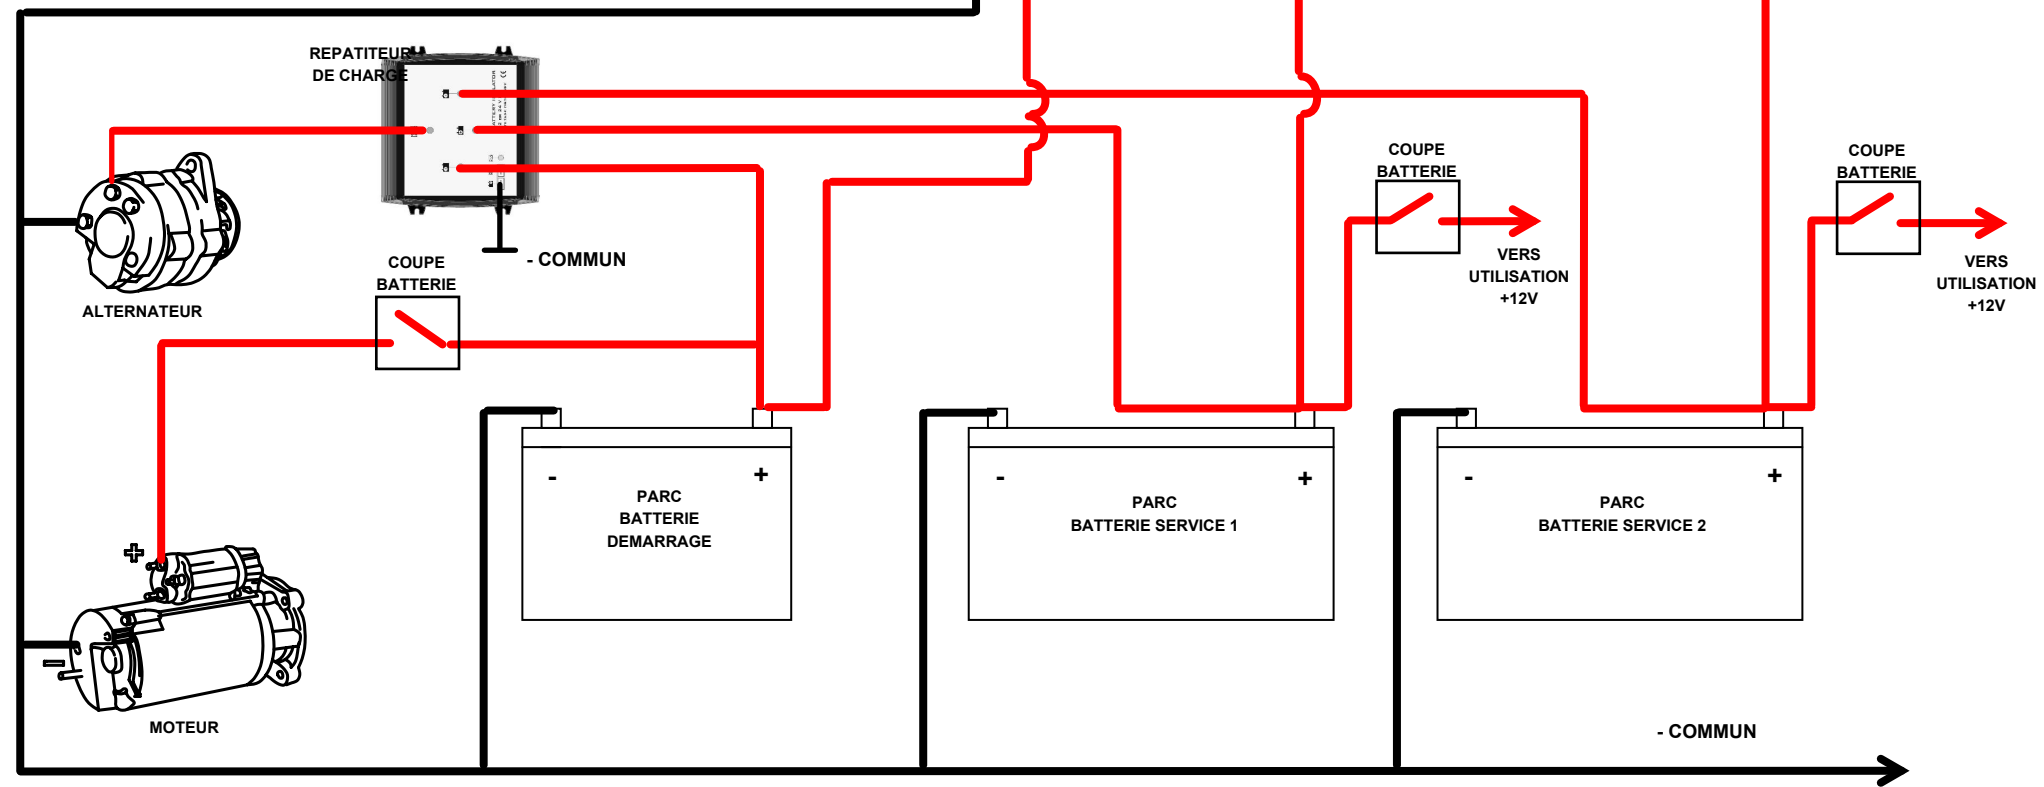 REPATITEUR
DE CHARGE
COUPE
BATTERIE
COUPE
BATTERIE
VERS
UTILISATION
+12V
VERS
UTILISATION
+12V
- COMMUN
COUPE
BATTERIE
ALTERNATEUR
- +
PARC
BATTERIE
DEMARRAGE
- +
PARC
BATTERIE SERVICE 1
- +
PARC
BATTERIE SERVICE 2
+
-
MOTEUR
- COMMUN